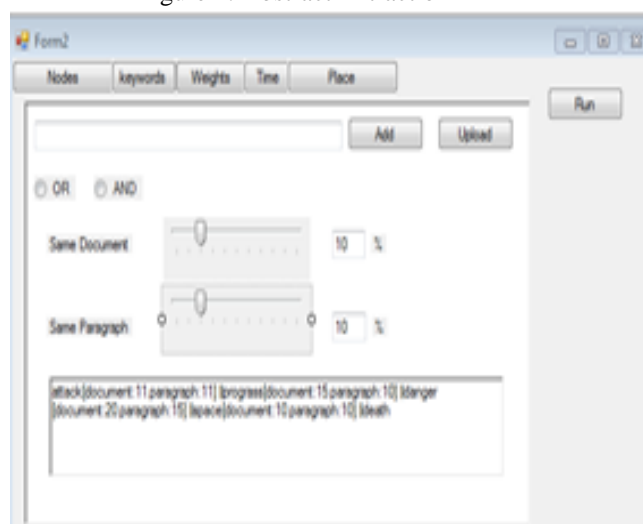 Form2
Nodes keywords Weights Time Place
Run
Add Upload
OR AND
Same Document 10 %
Same Paragraph 10 %
attack[document:11 paragraph:11] |progress[document:15 paragraph:10] |danger
[document:20 paragraph:15] |space[document:10 paragraph:10] |death